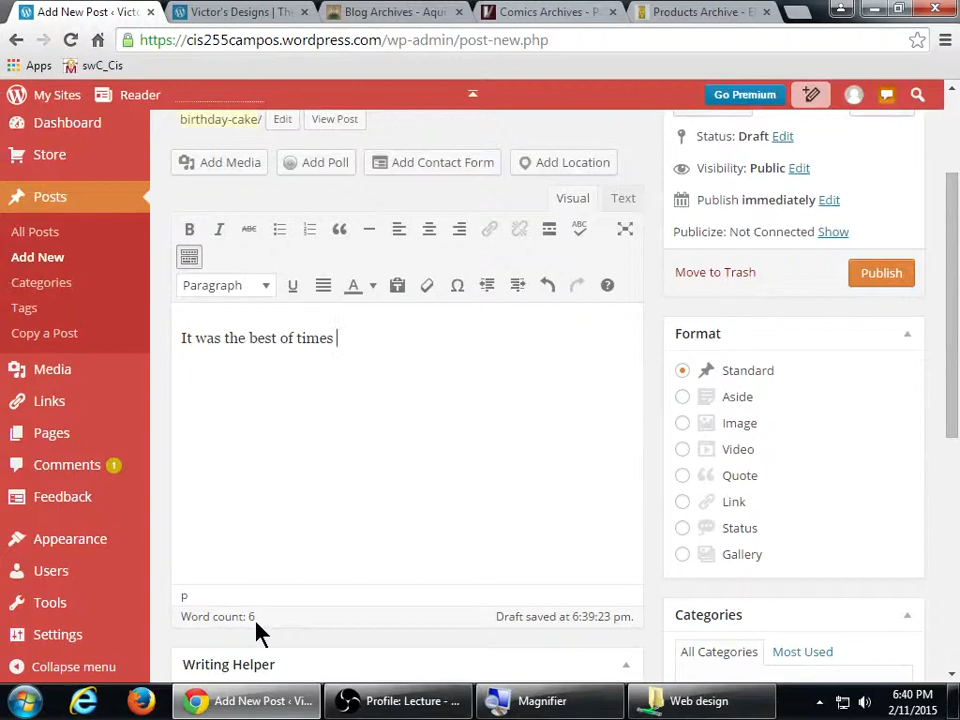 Add New Post ‹ Victo
Victor's Designs | The
Blog Archives - Aqu
Comics Archives - P
Products Archive - E
https://cis255campos.wordpress.com/wp-admin/post-new.php
Apps
swC_Cis
My Sites
Reader
Go Premium
Dashboard
Store
Posts
All Posts
Add New
Categories
Tags
Copy a Post
Media
Links
Pages
Comments 1
Feedback
Appearance
Users
Tools
Settings
Collapse menu
birthday-cake/ Edit View Post
Add Media Add Poll Add Contact Form Add Location
Visual Text
B I ABC ABC
Paragraph U A Ω ?
It was the best of times
p
Word count: 6 Draft saved at 6:39:23 pm.
Writing Helper
Status: Draft Edit
Visibility: Public Edit
Publish immediately Edit
Publicize: Not Connected Show
Move to Trash Publish
Format
Standard
Aside
Image
Video
Quote
Link
Status
Gallery
Categories
All Categories Most Used
Add New Post ‹ Vi...
Profile: Lecture - ...
Magnifier
Web design
6:40 PM
2/11/2015